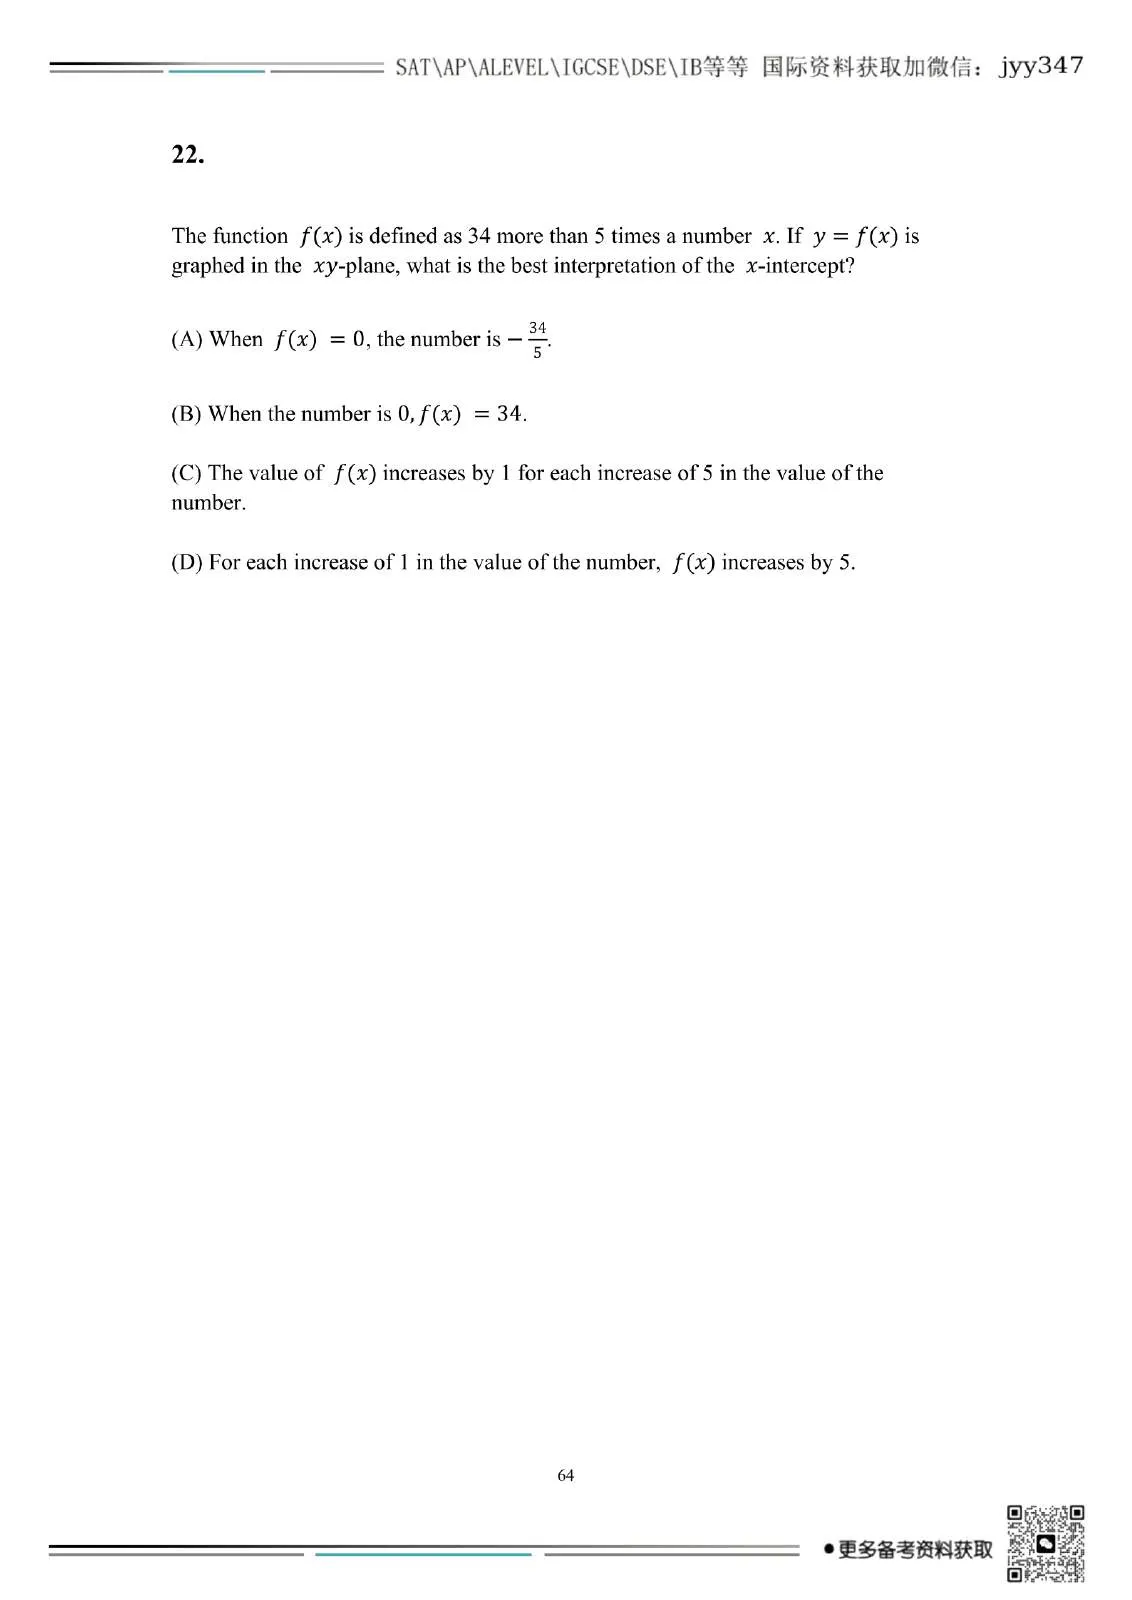 SAT\AP\ALEVEL\IGCSE\DSE\IB等等 国际资料获取加微信：jyy347
22.
The function f(x) is defined as 34 more than 5 times a number x. If y = f(x) is
graphed in the xy-plane, what is the best interpretation of the x-intercept?
(A) When f(x) = 0, the number is −34/5.
(B) When the number is 0, f(x) = 34.
(C) The value of f(x) increases by 1 for each increase of 5 in the value of the
number.
(D) For each increase of 1 in the value of the number, f(x) increases by 5.
64
●更多备考资料获取